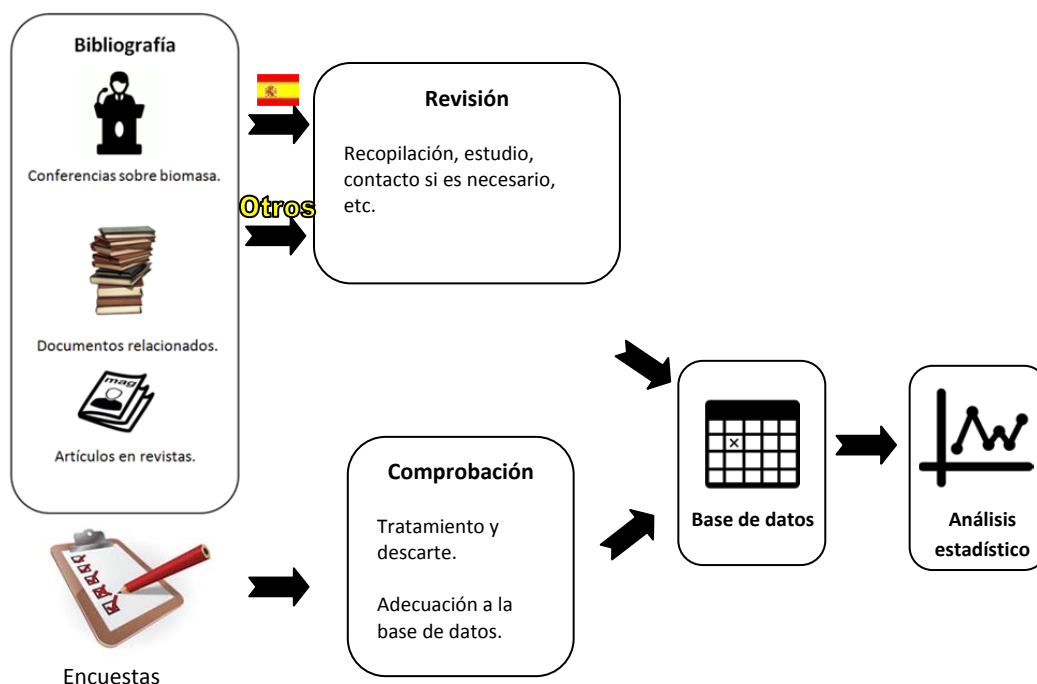 Bibliografía
Conferencias sobre biomasa.
Documentos relacionados.
mag
Artículos en revistas.
Encuestas
Otros
Revisión
Recopilación, estudio,
contacto si es necesario,
etc.
Comprobación
Tratamiento y
descarte.
Adecuación a la
base de datos.
Base de datos
Análisis
estadístico